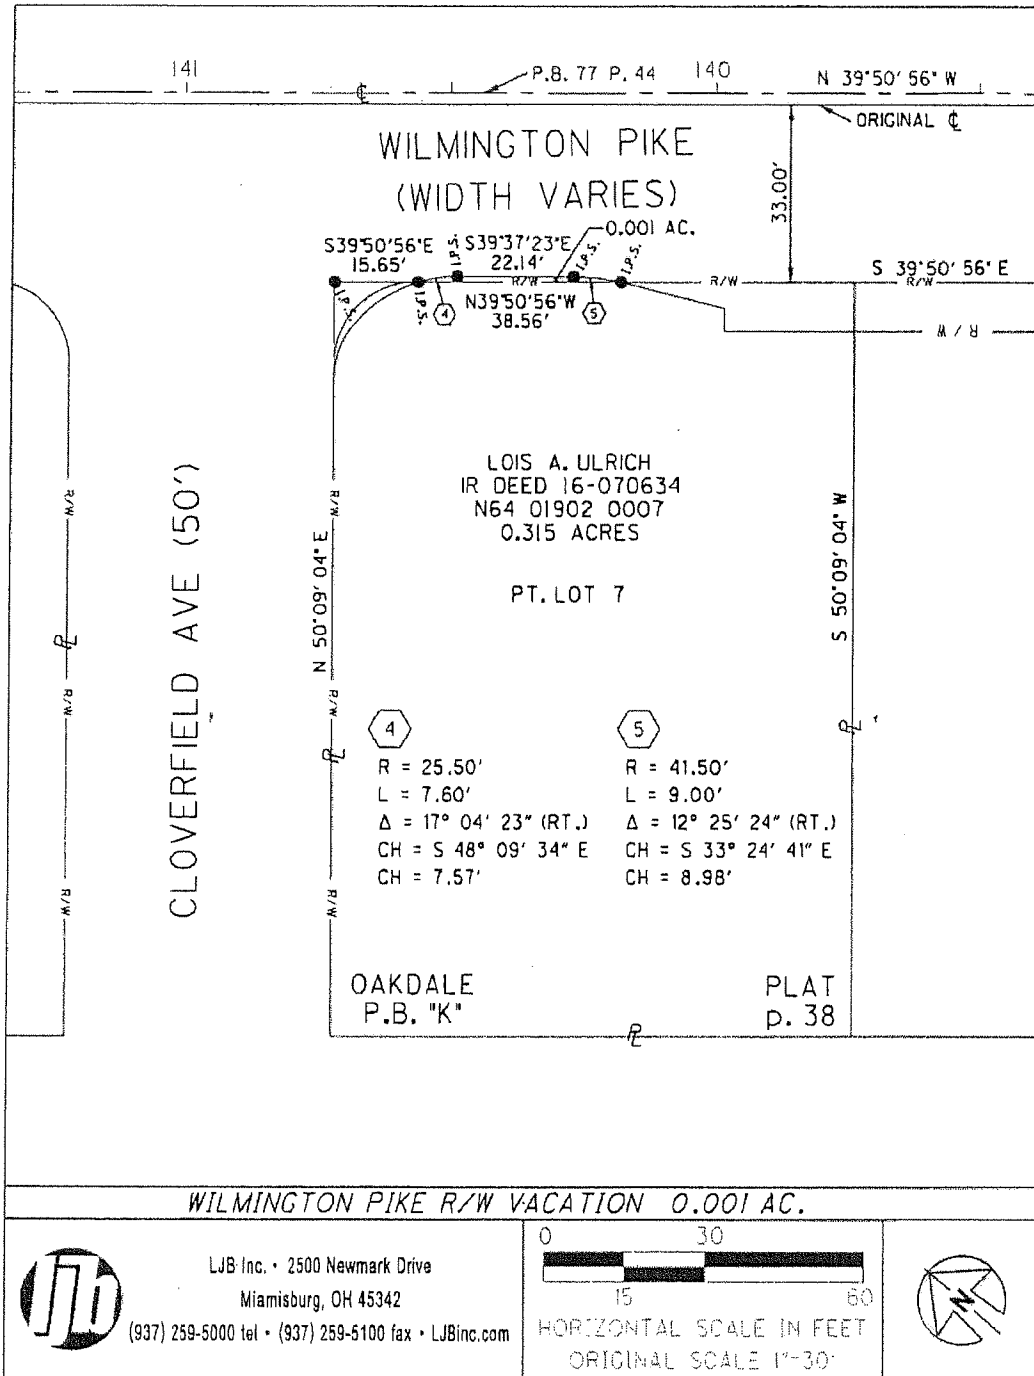 141
P.B. 77 P. 44
140
N 39°50' 56" W
℄
ORIGINAL ℄
WILMINGTON PIKE
(WIDTH VARIES)
33.00'
0.001 AC.
S39°50'56"E
15.65'
I.P.S.
S39°37'23"E
22.14'
I.P.S.
I.P.S.
S 39°50' 56" E
R/W
R/W
R/W
I.P.S.
I.P.S.
4
N39°50'56"W
38.56'
5
R/W
LOIS A. ULRICH
IR DEED 16-070634
N64 01902 0007
0.315 ACRES
PT. LOT 7
R/W
R/W
CLOVERFIELD AVE (50')
N 50°09' 04" E
S 50°09' 04" W
PL
R/W
R/W
PL
PL
4
R = 25.50'
L = 7.60'
Δ = 17° 04' 23" (RT.)
CH = S 48° 09' 34" E
CH = 7.57'
5
R = 41.50'
L = 9.00'
Δ = 12° 25' 24" (RT.)
CH = S 33° 24' 41" E
CH = 8.98'
R/W
R/W
OAKDALE
P.B. "K"
PLAT
p. 38
PL
WILMINGTON PIKE R/W VACATION 0.001 AC.
ljb
LJB Inc. • 2500 Newmark Drive
Miamisburg, OH 45342
(937) 259-5000 tel • (937) 259-5100 fax • LJBinc.com
0
30
15
60
HORIZONTAL SCALE IN FEET
ORIGINAL SCALE 1"=30'
N